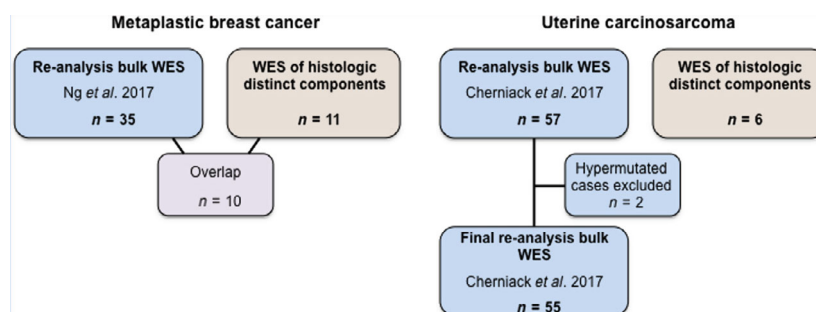 Metaplastic breast cancer
Uterine carcinosarcoma
Re-analysis bulk WES
Ng et al. 2017
n = 35
WES of histologic
distinct components
n = 11
Overlap
n = 10
Re-analysis bulk WES
Cherniack et al. 2017
n = 57
WES of histologic
distinct components
n = 6
Hypermutated
cases excluded
n = 2
Final re-analysis bulk
WES
Cherniack et al. 2017
n = 55